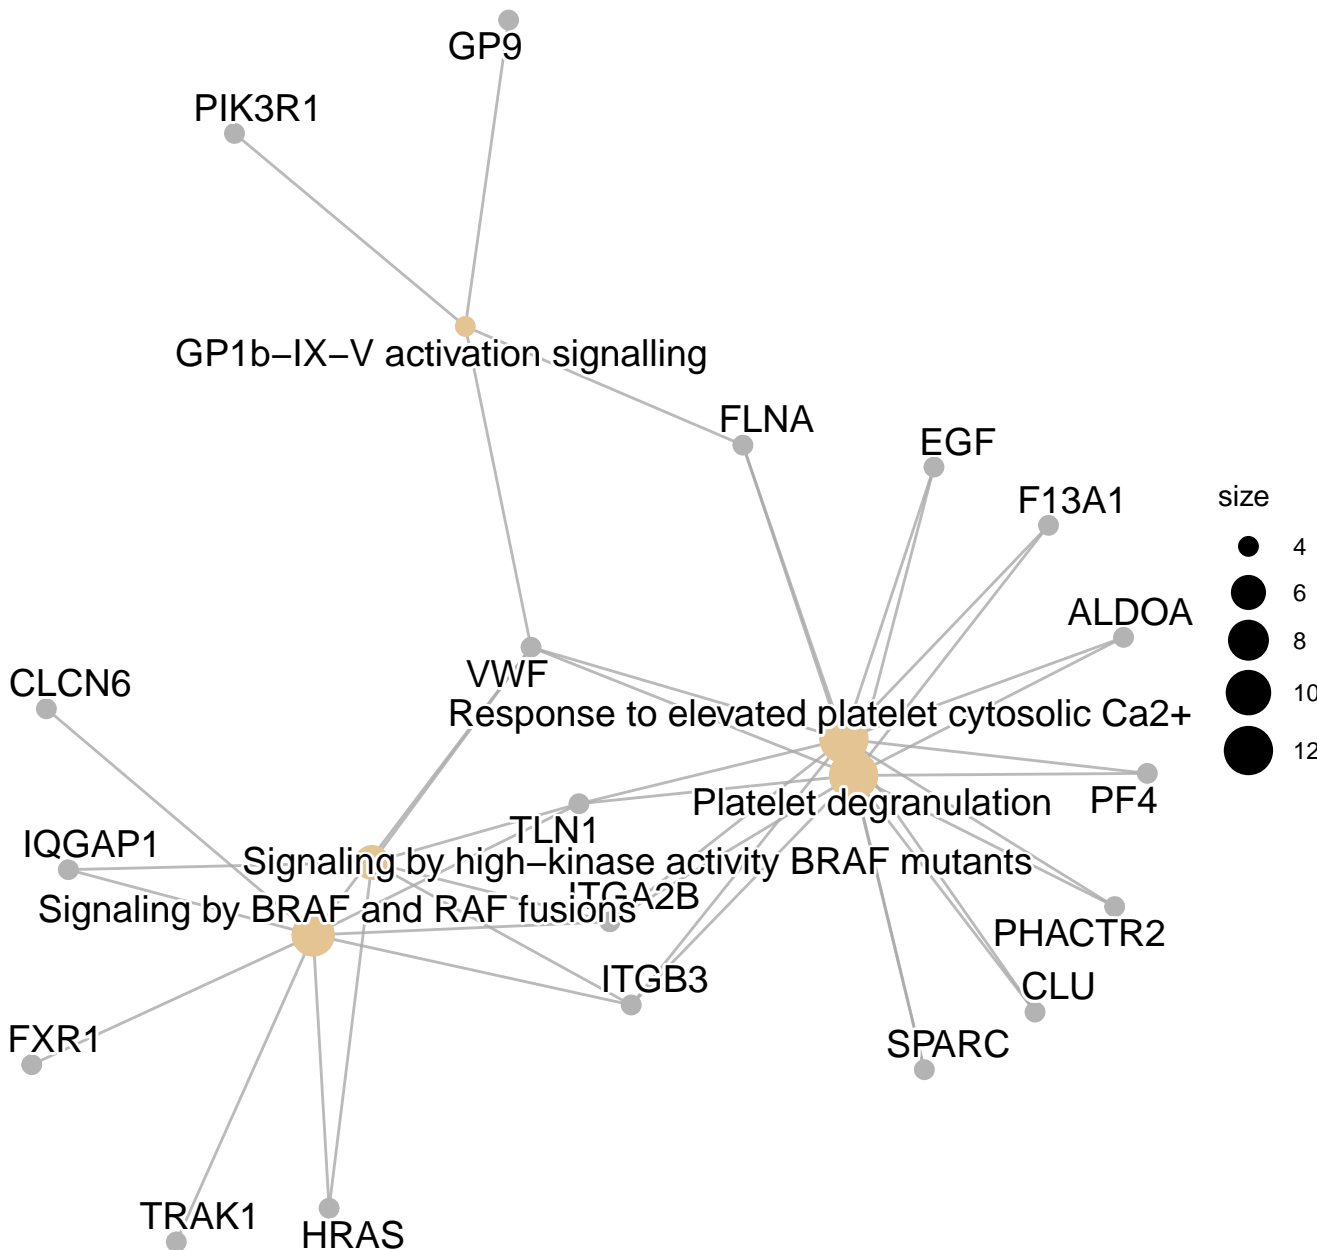 GP9
PIK3R1
GP1b−IX−V activation signalling
FLNA
EGF
F13A1
size
4
6
8
10
12
ALDOA
VWF
CLCN6
Response to elevated platelet cytosolic Ca2+
Platelet degranulation
PF4
TLN1
IQGAP1
Signaling by high−kinase activity BRAF mutants
ITGA2B
Signaling by BRAF and RAF fusions
PHACTR2
ITGB3
CLU
FXR1
SPARC
TRAK1
HRAS